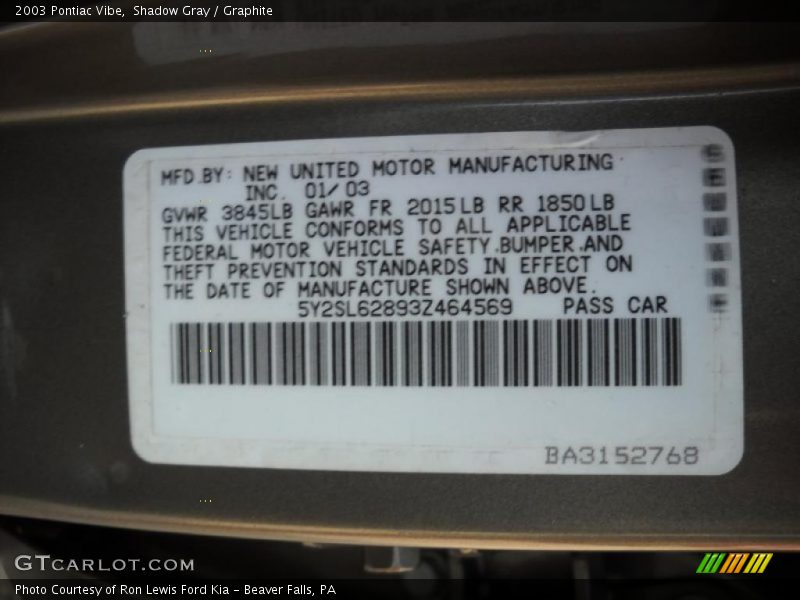 2003 Pontiac Vibe, Shadow Gray / Graphite
MFD.BY: NEW UNITED MOTOR MANUFACTURING
INC. 01/03
GVWR 3845LB GAWR FR 2015LB RR 1850LB
THIS VEHICLE CONFORMS TO ALL APPLICABLE
FEDERAL MOTOR VEHICLE SAFETY,BUMPER,AND
THEFT PREVENTION STANDARDS IN EFFECT ON
THE DATE OF MANUFACTURE SHOWN ABOVE.
5Y2SL62893Z464569 PASS CAR
BA3152768
GTCARLOT.COM
Photo Courtesy of Ron Lewis Ford Kia - Beaver Falls, PA